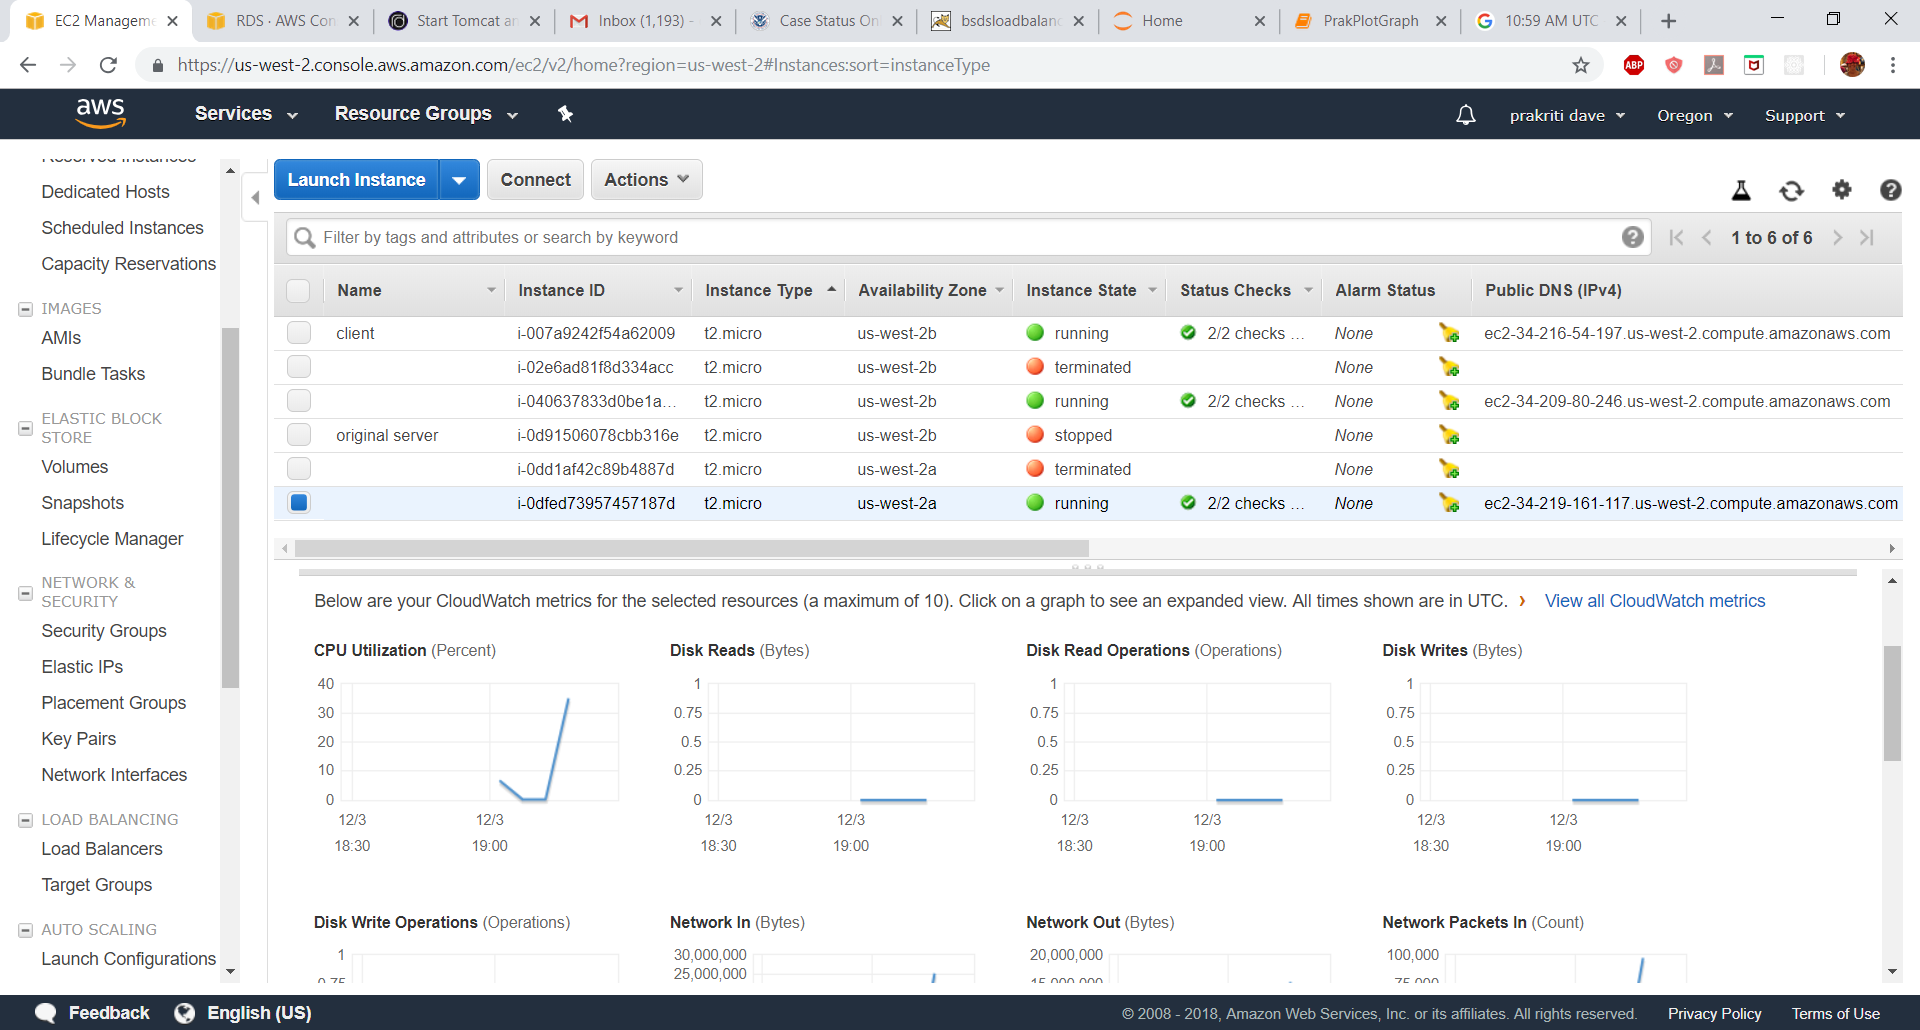 EC2 Manageme
RDS · AWS Con
Start Tomcat an
Inbox (1,193) -
Case Status On
bsdsloadbalan
Home
PrakPlotGraph
10:59 AM UTC
https://us-west-2.console.aws.amazon.com/ec2/v2/home?region=us-west-2#Instances:sort=instanceType
ABP
aws
Services
Resource Groups
prakriti dave
Oregon
Support
Reserved Instances
Dedicated Hosts
Scheduled Instances
Capacity Reservations
IMAGES
AMIs
Bundle Tasks
ELASTIC BLOCK
STORE
Volumes
Snapshots
Lifecycle Manager
NETWORK &
SECURITY
Security Groups
Elastic IPs
Placement Groups
Key Pairs
Network Interfaces
LOAD BALANCING
Load Balancers
Target Groups
AUTO SCALING
Launch Configurations
Launch Instance
Connect
Actions
Filter by tags and attributes or search by keyword
1 to 6 of 6
Name Instance ID Instance Type Availability Zone Instance State Status Checks Alarm Status Public DNS (IPv4)
client i-007a9242f54a62009 t2.micro us-west-2b running 2/2 checks ... None ec2-34-216-54-197.us-west-2.compute.amazonaws.com
i-02e6ad81f8d334acc t2.micro us-west-2b terminated None
i-040637833d0be1a... t2.micro us-west-2b running 2/2 checks ... None ec2-34-209-80-246.us-west-2.compute.amazonaws.com
original server i-0d91506078cbb316e t2.micro us-west-2b stopped None
i-0dd1af42c89b4887d t2.micro us-west-2a terminated None
i-0dfed73957457187d t2.micro us-west-2a running 2/2 checks ... None ec2-34-219-161-117.us-west-2.compute.amazonaws.com
Below are your CloudWatch metrics for the selected resources (a maximum of 10). Click on a graph to see an expanded view. All times shown are in UTC. › View all CloudWatch metrics
CPU Utilization (Percent)
40
30
20
10
0
12/3 12/3
18:30 19:00
Disk Reads (Bytes)
1
0.75
0.5
0.25
0
12/3 12/3
18:30 19:00
Disk Read Operations (Operations)
1
0.75
0.5
0.25
0
12/3 12/3
18:30 19:00
Disk Writes (Bytes)
1
0.75
0.5
0.25
0
12/3 12/3
18:30 19:00
Disk Write Operations (Operations)
1
0.75
Network In (Bytes)
30,000,000
25,000,000
Network Out (Bytes)
20,000,000
15,000,000
Network Packets In (Count)
100,000
75,000
Feedback
English (US)
© 2008 - 2018, Amazon Web Services, Inc. or its affiliates. All rights reserved.
Privacy Policy
Terms of Use